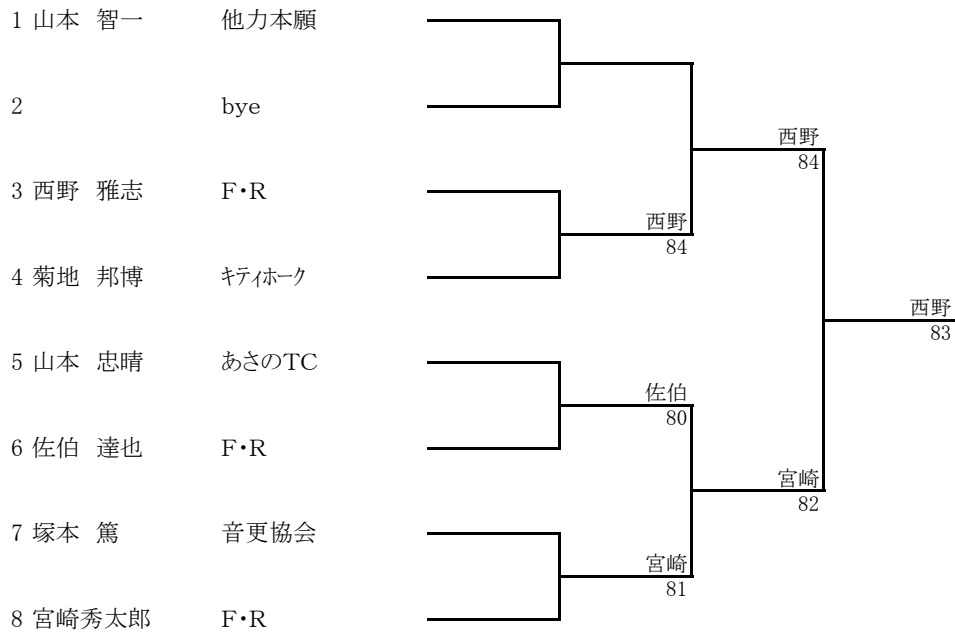 1 山本 智一 他力本願
2 bye
西野
84
3 西野 雅志 F・R
西野
84
4 菊地 邦博 キティホーク
西野
83
5 山本 忠晴 あさのTC
佐伯
80
6 佐伯 達也 F・R
宮崎
82
7 塚本 篤 音更協会
宮崎
81
8 宮崎秀太郎 F・R